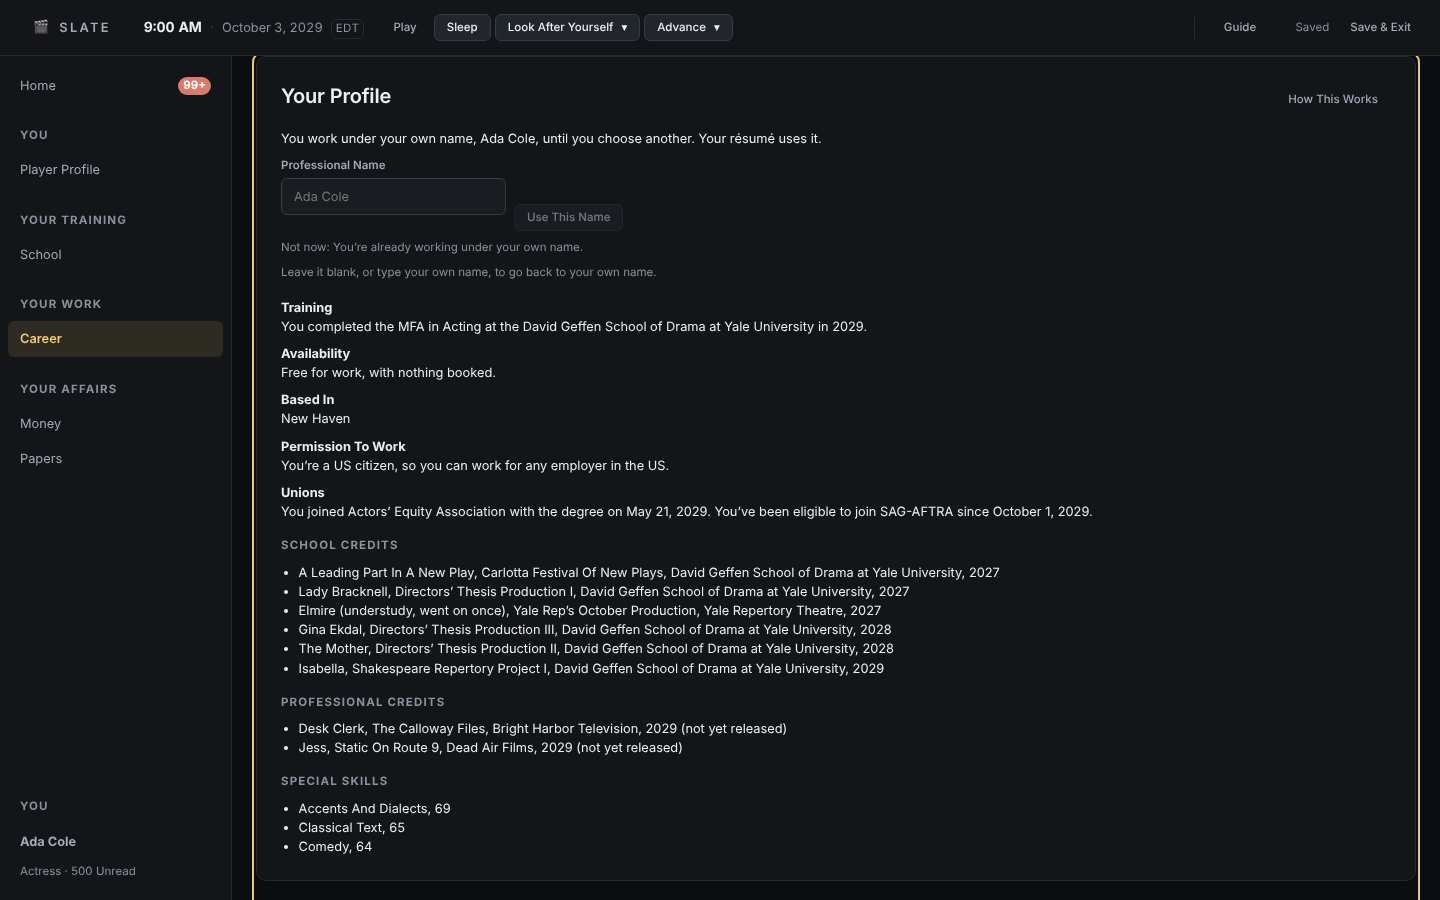 SLATE
9:00 AM · October 3, 2029 EDT
Play
Sleep
Look After Yourself ▾
Advance ▾
Guide
Saved
Save & Exit
Home
99+
YOU
Player Profile
YOUR TRAINING
School
YOUR WORK
Career
YOUR AFFAIRS
Money
Papers
YOU
Ada Cole
Actress · 500 Unread
Your Profile
How This Works
You work under your own name, Ada Cole, until you choose another. Your résumé uses it.
Professional Name
Ada Cole
Use This Name
Not now: You’re already working under your own name.
Leave it blank, or type your own name, to go back to your own name.
Training
You completed the MFA in Acting at the David Geffen School of Drama at Yale University in 2029.
Availability
Free for work, with nothing booked.
Based In
New Haven
Permission To Work
You’re a US citizen, so you can work for any employer in the US.
Unions
You joined Actors’ Equity Association with the degree on May 21, 2029. You’ve been eligible to join SAG-AFTRA since October 1, 2029.
SCHOOL CREDITS
• A Leading Part In A New Play, Carlotta Festival Of New Plays, David Geffen School of Drama at Yale University, 2027
• Lady Bracknell, Directors’ Thesis Production I, David Geffen School of Drama at Yale University, 2027
• Elmire (understudy, went on once), Yale Rep’s October Production, Yale Repertory Theatre, 2027
• Gina Ekdal, Directors’ Thesis Production III, David Geffen School of Drama at Yale University, 2028
• The Mother, Directors’ Thesis Production II, David Geffen School of Drama at Yale University, 2028
• Isabella, Shakespeare Repertory Project I, David Geffen School of Drama at Yale University, 2029
PROFESSIONAL CREDITS
• Desk Clerk, The Calloway Files, Bright Harbor Television, 2029 (not yet released)
• Jess, Static On Route 9, Dead Air Films, 2029 (not yet released)
SPECIAL SKILLS
• Accents And Dialects, 69
• Classical Text, 65
• Comedy, 64